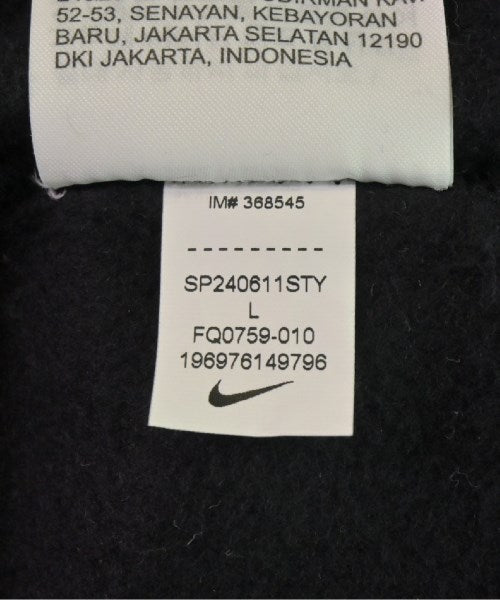 52-53, SENAYAN, KEBAYORAN
BARU, JAKARTA SELATAN 12190
DKI JAKARTA, INDONESIA
IM# 368545
---------
SP240611STY
L
FQ0759-010
196976149796